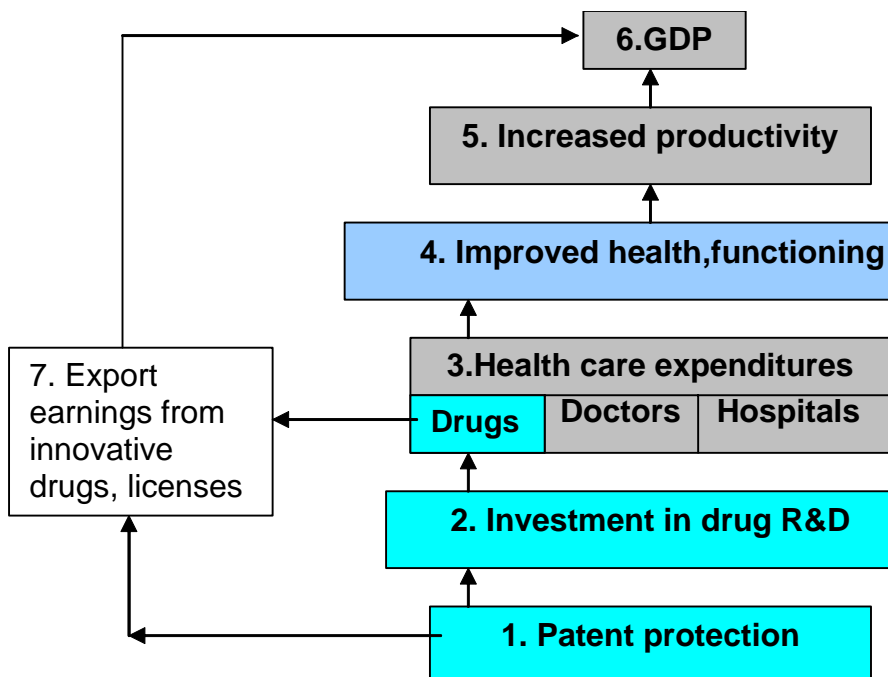 6.GDP
5. Increased productivity
4. Improved health,functioning
3.Health care expenditures
Drugs
Doctors
Hospitals
7. Export
earnings from
innovative
drugs, licenses
2. Investment in drug R&D
1. Patent protection